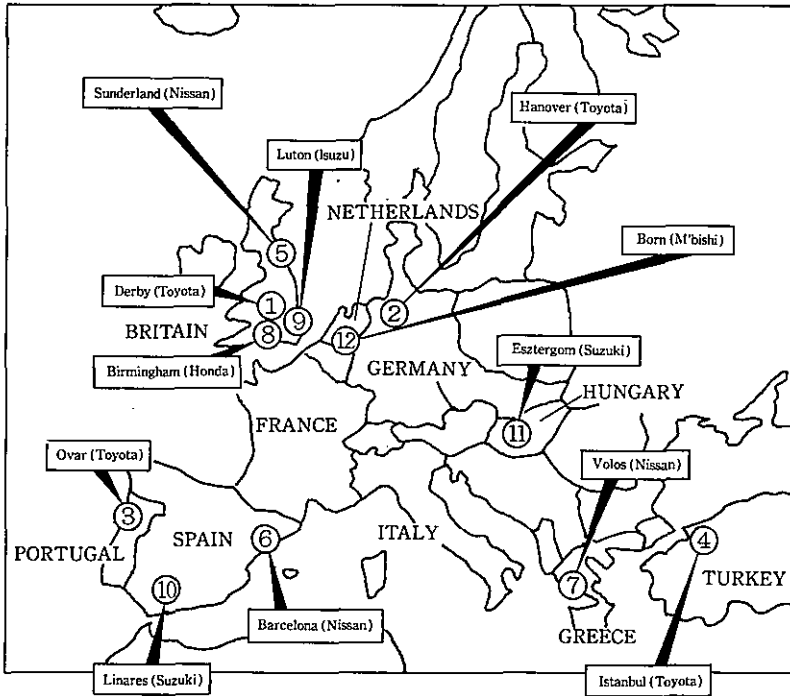 Sunderland (Nissan)
Hanover (Toyota)
Luton (Isuzu)
NETHERLANDS
Born (M'bishi)
⑤
Derby (Toyota)
①
⑨
②
BRITAIN
⑧
⑫
Esztergom (Suzuki)
Birmingham (Honda)
GERMANY
HUNGARY
FRANCE
⑪
Ovar (Toyota)
Volos (Nissan)
③
SPAIN
⑥
ITALY
④
PORTUGAL
⑩
⑦
TURKEY
Barcelona (Nissan)
GREECE
Linares (Suzuki)
Istanbul (Toyota)